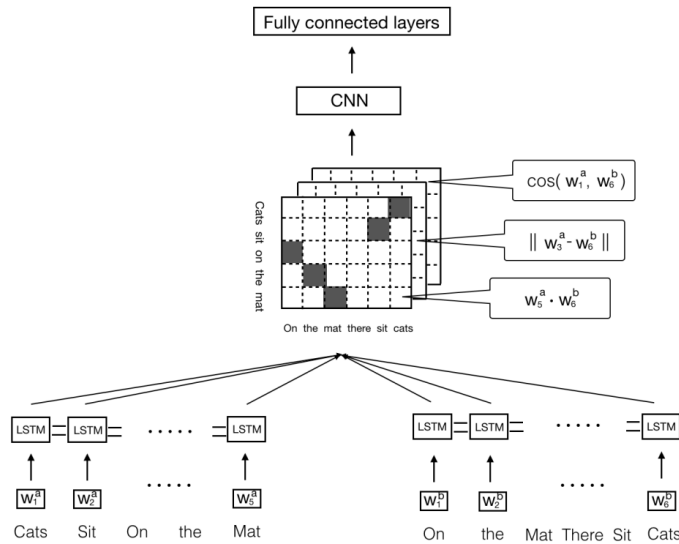 Fully connected layers
CNN
COS( w₁ᵃ, w₆ᵇ )
|| w₃ᵃ - w₆ᵇ ||
w₅ᵃ · w₆ᵇ
Cats sit on the mat
On the mat there sit cats
LSTM LSTM ..... LSTM LSTM LSTM ..... LSTM
w₁ᵃ w₂ᵃ ..... w₅ᵃ w₁ᵇ w₂ᵇ ..... w₆ᵇ
Cats Sit On the Mat On the Mat There Sit Cats